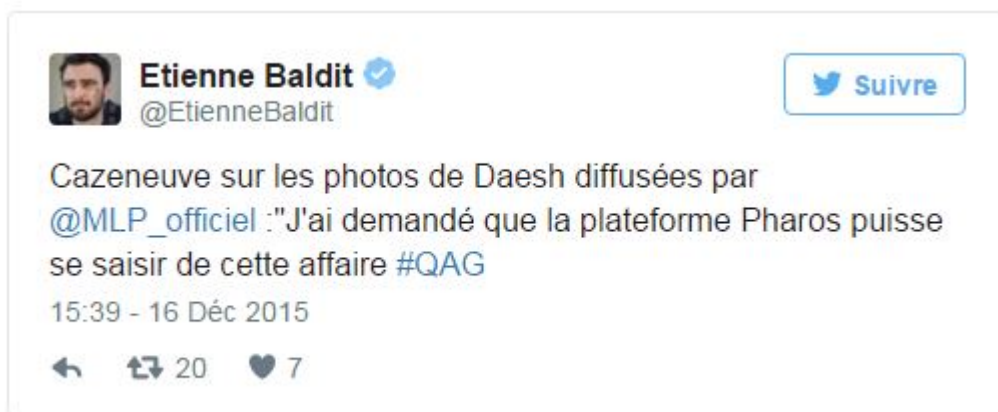 Etienne Baldit
@EtienneBaldit
Suivre
Cazeneuve sur les photos de Daesh diffusées par
@MLP_officiel :"J'ai demandé que la plateforme Pharos puisse
se saisir de cette affaire #QAG
15:39 - 16 Déc 2015
20 7